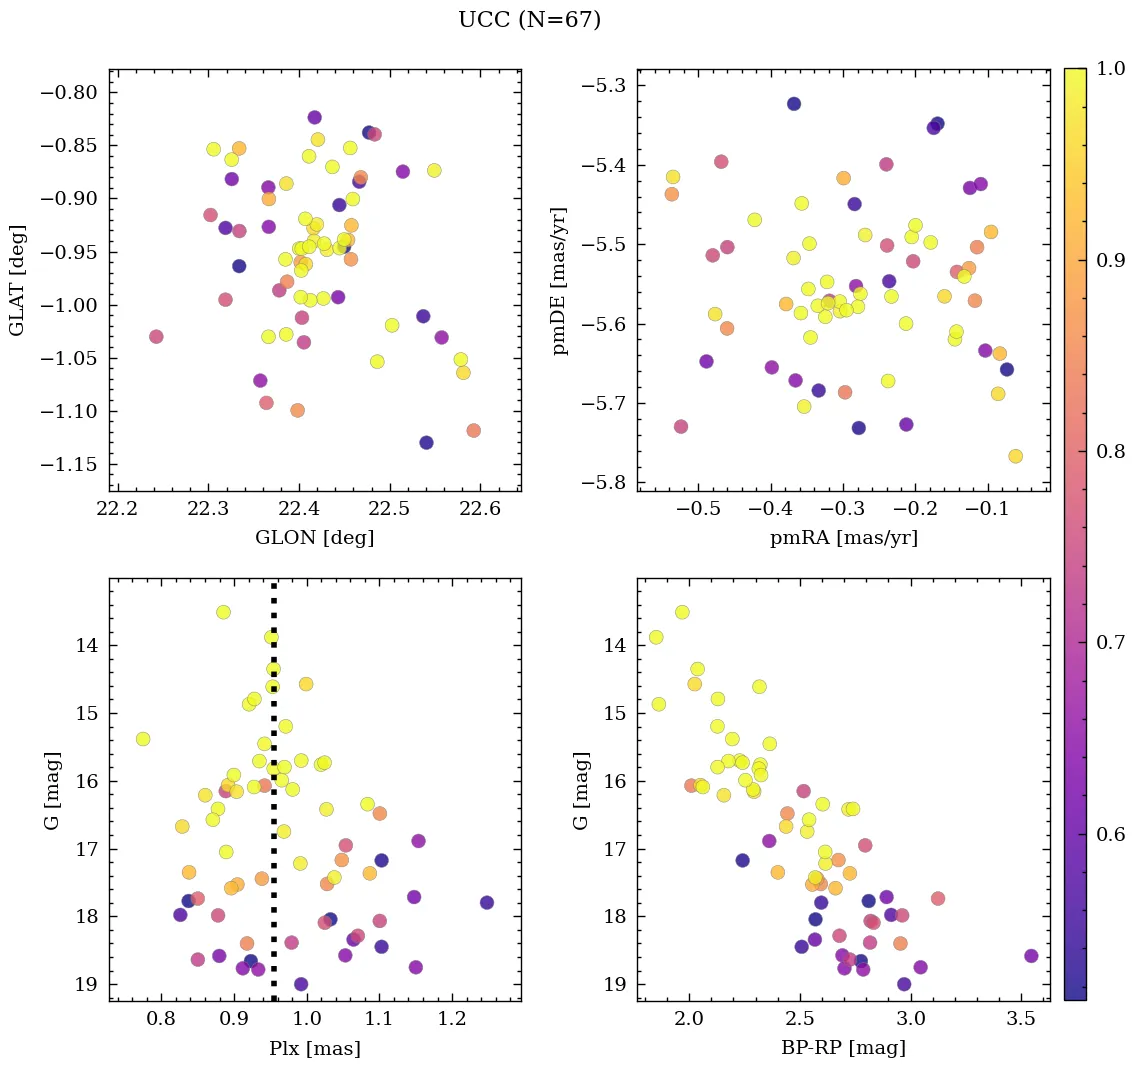 UCC (N=67)
−0.80
−0.85
−0.90
−0.95
−1.00
−1.05
−1.10
−1.15
GLAT [deg]
22.2 22.3 22.4 22.5 22.6
GLON [deg]
−5.3
−5.4
−5.5
−5.6
−5.7
−5.8
pmDE [mas/yr]
−0.5 −0.4 −0.3 −0.2 −0.1
pmRA [mas/yr]
14
15
16
17
18
19
G [mag]
0.8 0.9 1.0 1.1 1.2
Plx [mas]
14
15
16
17
18
19
G [mag]
2.0 2.5 3.0 3.5
BP-RP [mag]
1.0
0.9
0.8
0.7
0.6